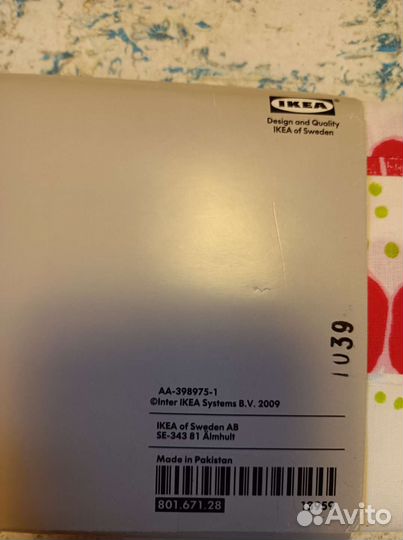 IKEA®
Design and Quality
IKEA of Sweden
1039
AA-398975-1
©Inter IKEA Systems B.V. 2009
IKEA of Sweden AB
SE-343 81 Älmhult
Made in Pakistan
801.671.28
Avito